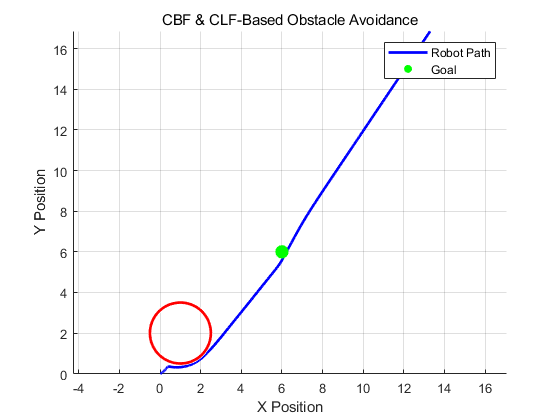 CBF & CLF-Based Obstacle Avoidance
Robot Path
Goal
Y Position
16
14
12
10
8
6
4
2
0
-4 -2 0 2 4 6 8 10 12 14 16
X Position